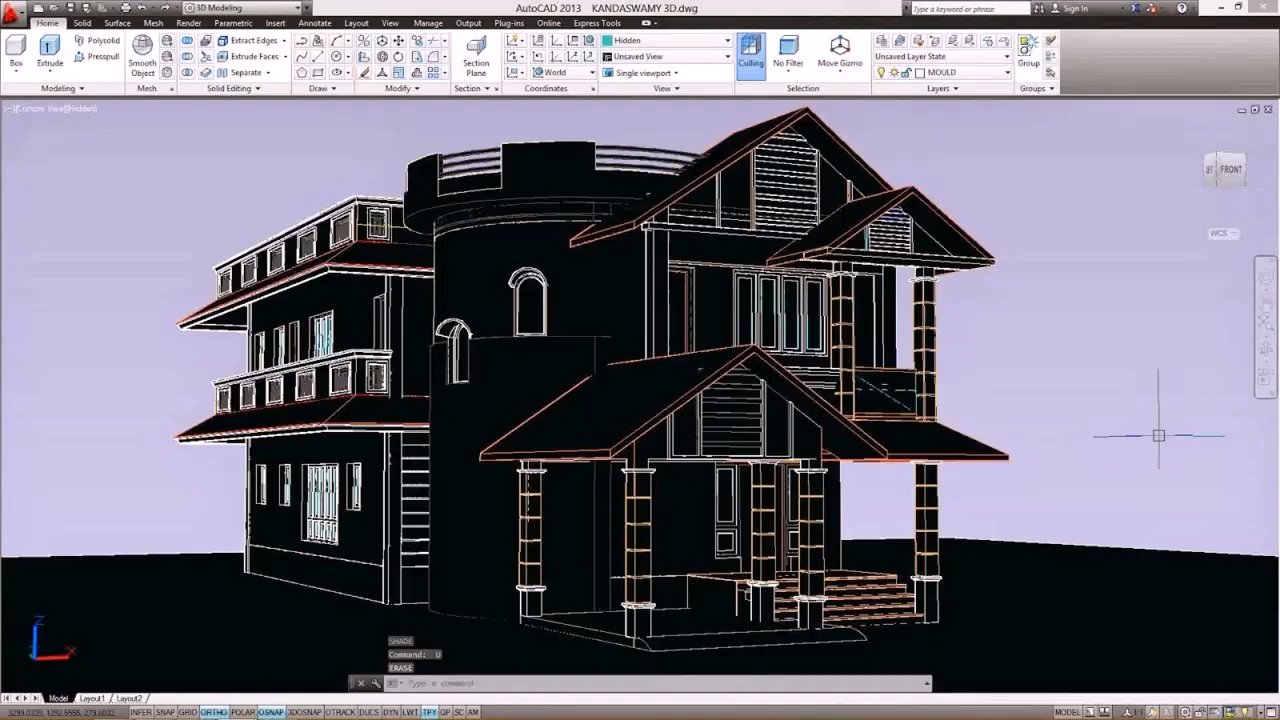 3D Modeling
AutoCAD 2013 KANDASWAMY 3D.dwg
Type a keyword or phrase
Sign In
Home Solid Surface Mesh Render Parametric Insert Annotate Layout View Manage Output Plug-ins Online Express Tools
Box
Extrude
Polysolid
Presspull
Smooth
Object
Extract Edges
Extrude Faces
Separate
Section
Plane
World
Hidden
Unsaved View
Single viewport
Culling
No Filter
Move Gizmo
Unsaved Layer State
MOULD
Group
Modeling Mesh Solid Editing Draw Modify Section Coordinates View Selection Layers Groups
[−][Custom View][Hidden]
FRONT
WCS
Z
X
SHADE
Command: U
ERASE
Type a command
Model Layout1 Layout2
INFER SNAP GRID ORTHO POLAR OSNAP 3DOSNAP OTRACK DUCS DYN LWT TPY QP SC AM
MODEL
1:1